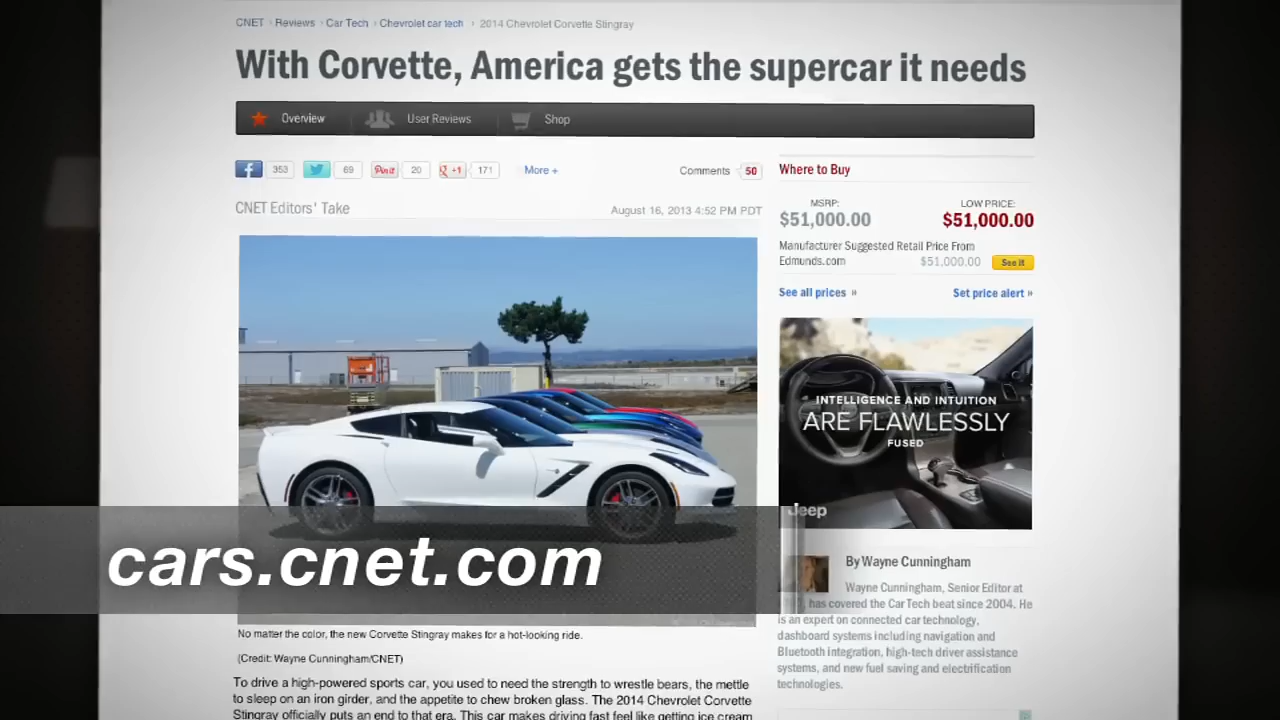 CNET › Reviews › Car Tech › Chevrolet car tech › 2014 Chevrolet Corvette Stingray
With Corvette, America gets the supercar it needs
Overview User Reviews Shop
353 69 Pin it 20 +1 171 More + Comments 50
CNET Editors' Take August 16, 2013 4:52 PM PDT
Where to Buy
MSRP: LOW PRICE:
$51,000.00 $51,000.00
Manufacturer Suggested Retail Price From
Edmunds.com $51,000.00 See it
See all prices » Set price alert »
INTELLIGENCE AND INTUITION
ARE FLAWLESSLY
FUSED
Jeep
cars.cnet.com
By Wayne Cunningham
Wayne Cunningham, Senior Editor at
has covered the Car Tech beat since 2004. He
is an expert on connected car technology,
dashboard systems including navigation and
Bluetooth integration, high-tech driver assistance
systems, and new fuel saving and electrification
technologies.
No matter the color, the new Corvette Stingray makes for a hot-looking ride.
(Credit: Wayne Cunningham/CNET)
To drive a high-powered sports car, you used to need the strength to wrestle bears, the mettle
to sleep on an iron girder, and the appetite to chew broken glass. The 2014 Chevrolet Corvette
Stingray officially puts an end to that era. This car makes driving fast feel like getting ice cream